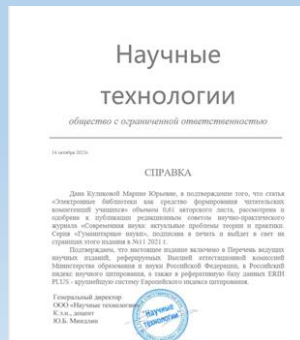 Научные
технологии
общество с ограниченной ответственностью
14 октября 2021г.
СПРАВКА
Дана Куликовой Марине Юрьевне, в подтверждение того, что статья
«Электронные библиотеки как средство формирования читательских
компетенций учащихся» объемом 0,61 авторского листа, рассмотрена и
одобрена к публикации редакционным советом научно-практического
журнала «Современная наука: актуальные проблемы теории и практики.
Серия «Гуманитарные науки», подписана в печать и выйдет в свет на
страницах этого издания в №11 2021 г.
Подтверждаем, что настоящее издание включено в Перечень ведущих
научных изданий, реферируемых Высшей аттестационной комиссией
Министерства образования и науки Российской Федерации, в Российский
индекс научного цитирования, а также в реферативную базу данных ERIH
PLUS - крупнейшую систему Европейского индекса цитирования.
Генеральный директор
ООО «Научные технологии»
К.э.н., доцент
Ю.Б. Миндлин
Научные
технологии